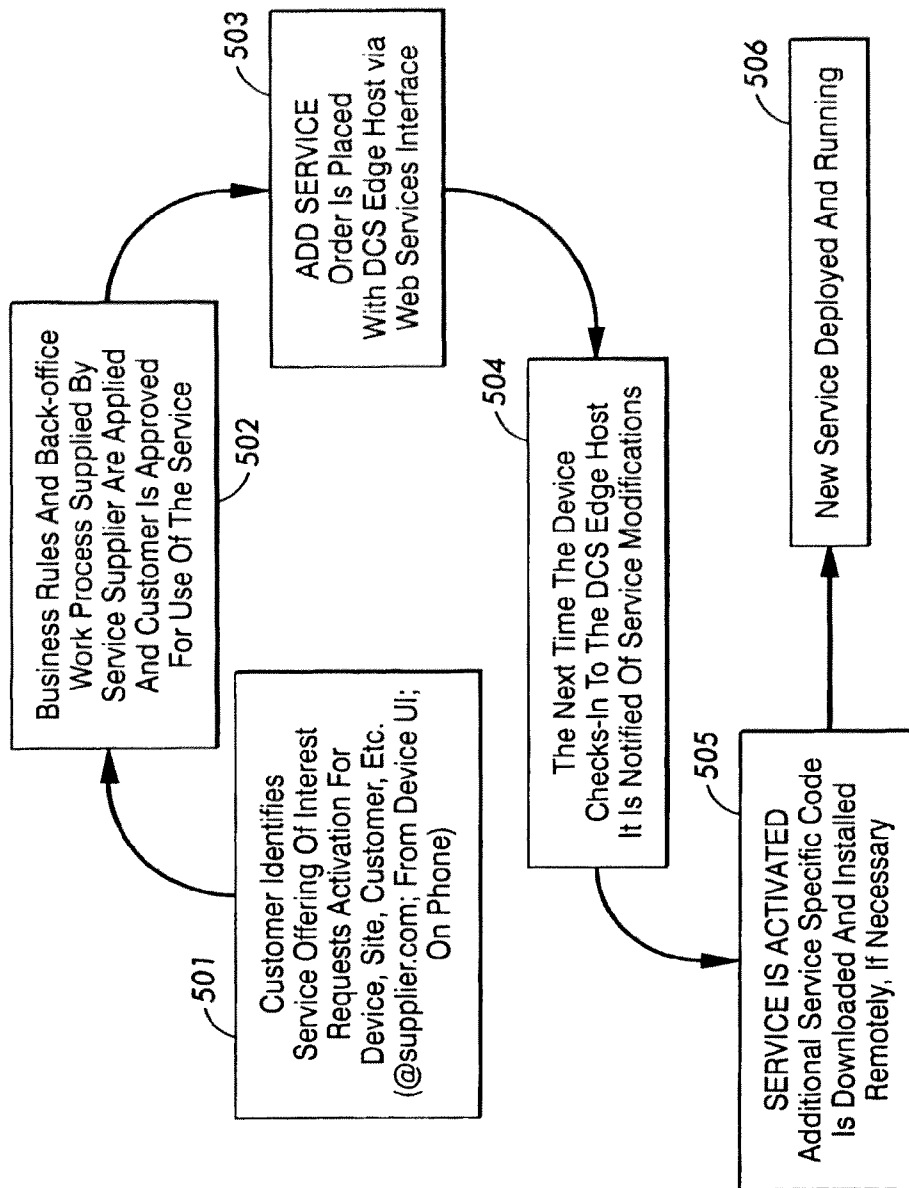 501
Customer Identifies
Service Offering Of Interest
Requests Activation For
Device, Site, Customer, Etc.
(@supplier.com; From Device UI;
On Phone)
Business Rules And Back-office
Work Process Supplied By
Service Supplier Are Applied
And Customer Is Approved
For Use Of The Service
502
503
ADD SERVICE
Order Is Placed
With DCS Edge Host via
Web Services Interface
504
The Next Time The Device
Checks-In To The DCS Edge Host
It Is Notified Of Service Modifications
505
SERVICE IS ACTIVATED
Additional Service Specific Code
Is Downloaded And Installed
Remotely, If Necessary
506
New Service Deployed And Running